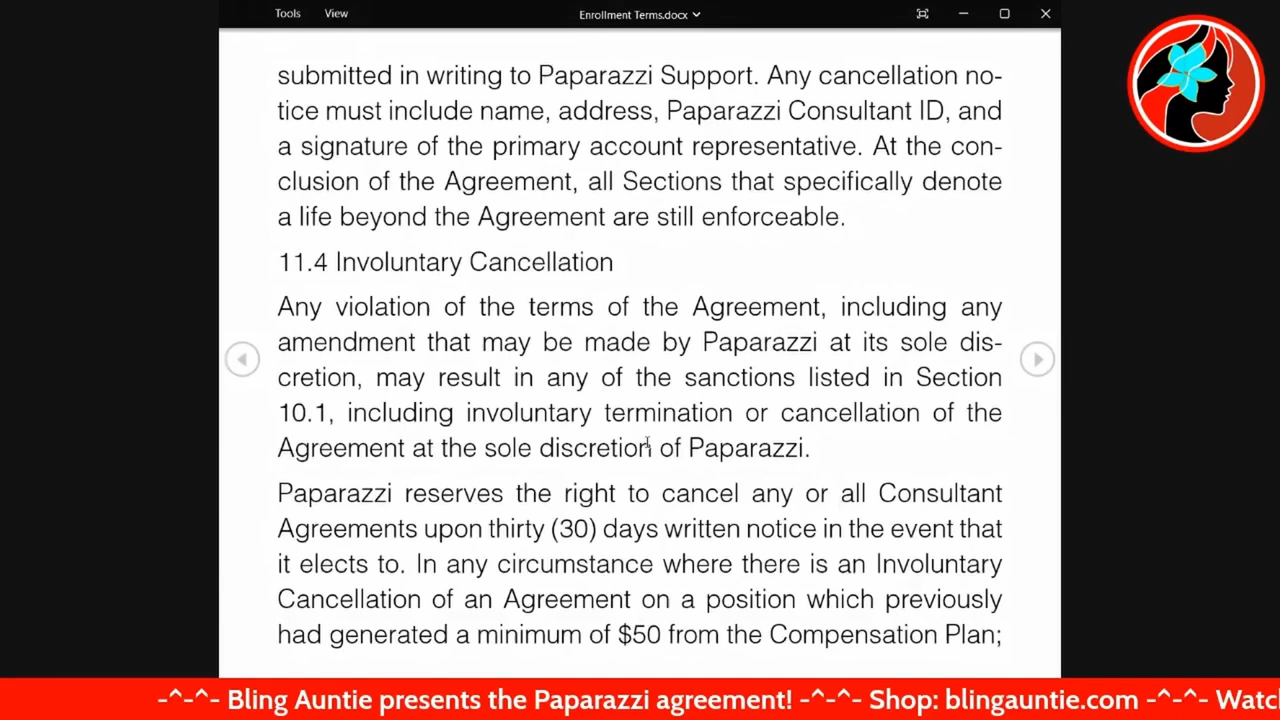 Tools View Enrollment Terms.docx
submitted in writing to Paparazzi Support. Any cancellation no-
tice must include name, address, Paparazzi Consultant ID, and
a signature of the primary account representative. At the con-
clusion of the Agreement, all Sections that specifically denote
a life beyond the Agreement are still enforceable.
11.4 Involuntary Cancellation
Any violation of the terms of the Agreement, including any
amendment that may be made by Paparazzi at its sole dis-
cretion, may result in any of the sanctions listed in Section
10.1, including involuntary termination or cancellation of the
Agreement at the sole discretion of Paparazzi.
Paparazzi reserves the right to cancel any or all Consultant
Agreements upon thirty (30) days written notice in the event that
it elects to. In any circumstance where there is an Involuntary
Cancellation of an Agreement on a position which previously
had generated a minimum of $50 from the Compensation Plan;
-^-^- Bling Auntie presents the Paparazzi agreement! -^-^- Shop: blingauntie.com -^-^- Watc